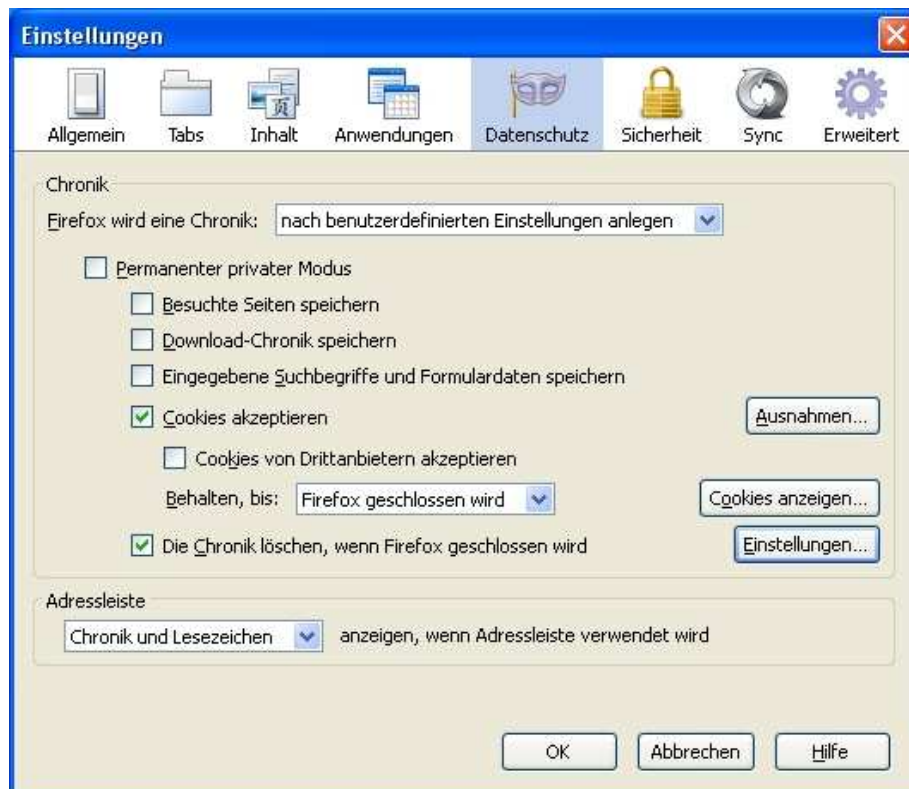 Einstellungen
Allgemein Tabs Inhalt Anwendungen Datenschutz Sicherheit Sync Erweitert
Chronik
Firefox wird eine Chronik: nach benutzerdefinierten Einstellungen anlegen
Permanenter privater Modus
Besuchte Seiten speichern
Download-Chronik speichern
Eingegebene Suchbegriffe und Formulardaten speichern
Cookies akzeptieren Ausnahmen...
Cookies von Drittanbietern akzeptieren
Behalten, bis: Firefox geschlossen wird Cookies anzeigen...
Die Chronik löschen, wenn Firefox geschlossen wird Einstellungen...
Adressleiste
Chronik und Lesezeichen anzeigen, wenn Adressleiste verwendet wird
OK Abbrechen Hilfe